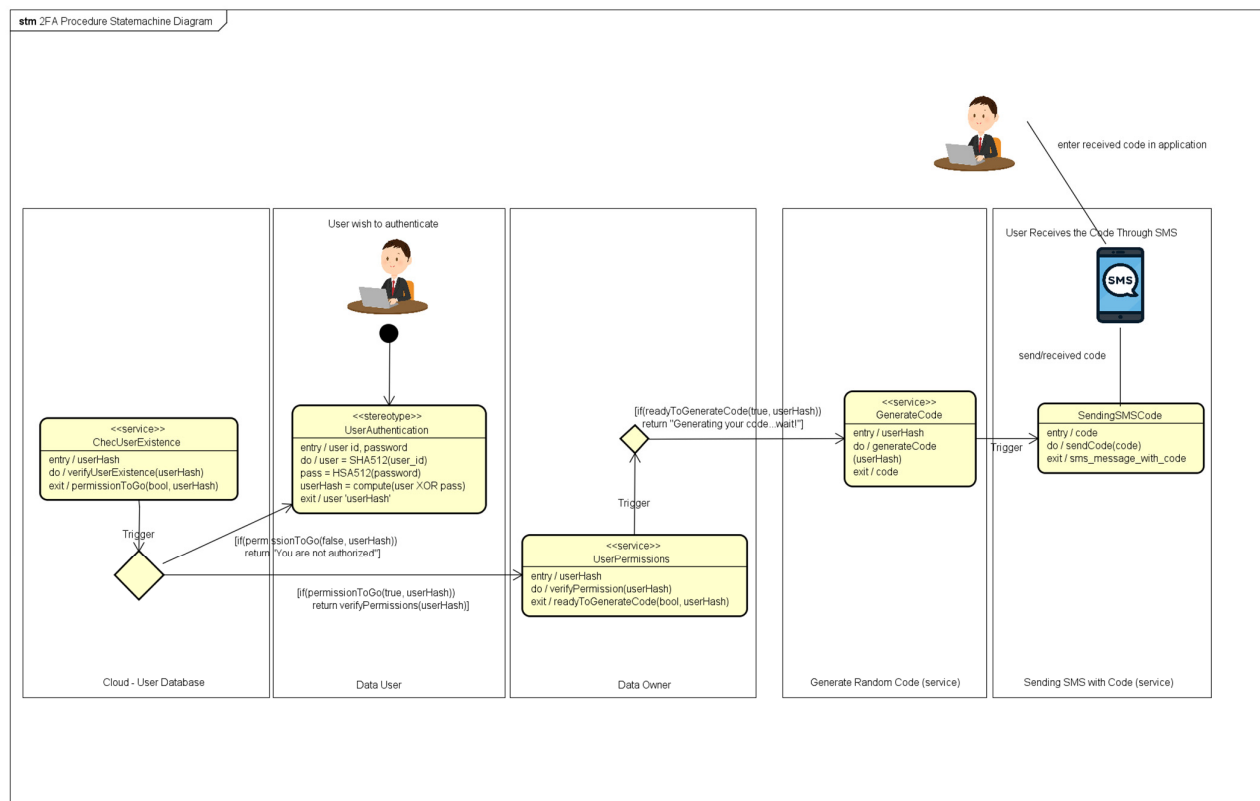 stm 2FA Procedure Statemachine Diagram
enter received code in application
User wish to authenticate
User Receives the Code Through SMS
SMS
send/received code
<<service>>
ChecUserExistence
entry / userHash
do / verifyUserExistence(userHash)
exit / permissionToGo(bool, userHash)
Trigger
<<stereotype>>
UserAuthentication
entry / user id, password
do / user = SHA512(user_id)
pass = HSA512(password)
userHash = compute(user XOR pass)
exit / user 'userHash'
[if(permissionToGo(false, userHash))
return "You are not authorized"]
[if(permissionToGo(true, userHash))
return verifyPermissions(userHash)]
[if(readyToGenerateCode(true, userHash))
return "Generating your code...wait!"]
Trigger
<<service>>
UserPermissions
entry / userHash
do / verifyPermission(userHash)
exit / readyToGenerateCode(bool, userHash)
<<service>>
GenerateCode
entry / userHash
do / generateCode
(userHash)
exit / code
Trigger
SendingSMSCode
entry / code
do / sendCode(code)
exit / sms_message_with_code
Cloud - User Database
Data User
Data Owner
Generate Random Code (service)
Sending SMS with Code (service)